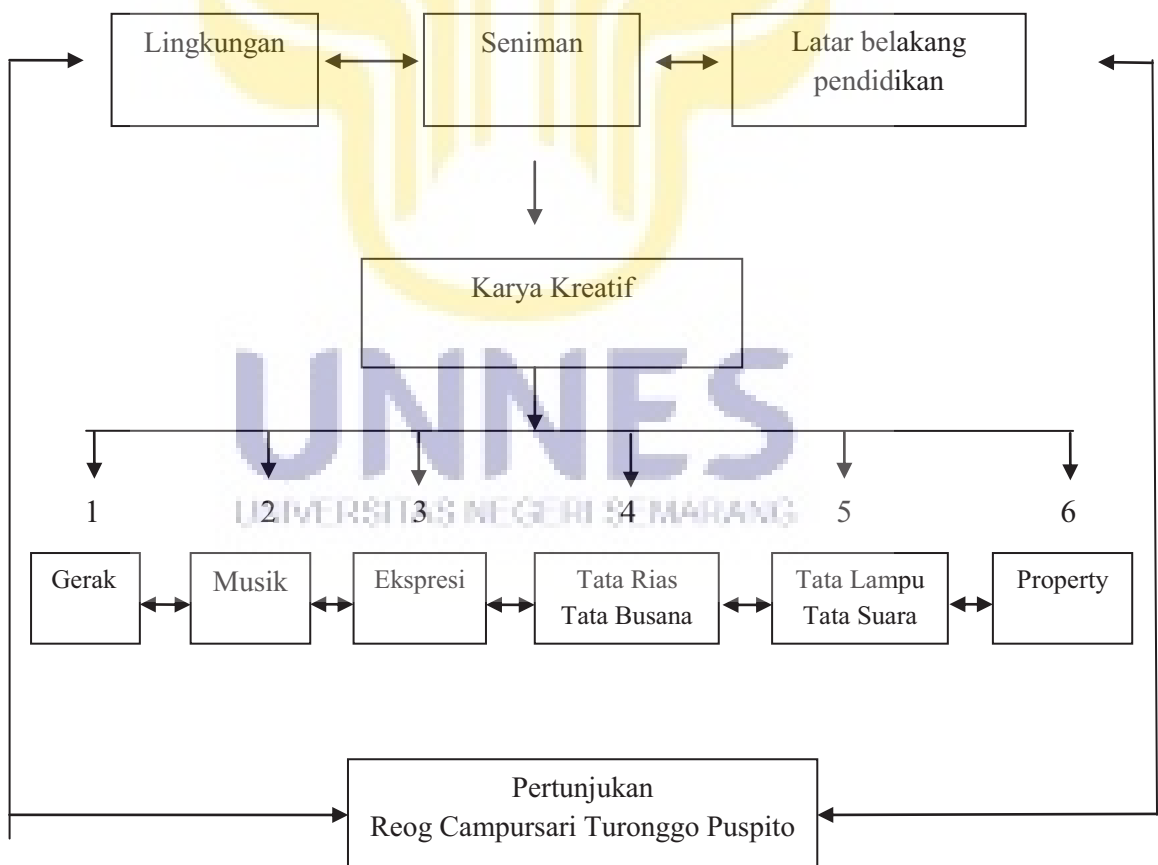 Lingkungan
Seniman
Latar belakang
pendidikan
Karya Kreatif
UNNES
UNIVERSITAS NEGERI SEMARANG
1 2 3 4 5 6
Gerak
Musik
Ekspresi
Tata Rias
Tata Busana
Tata Lampu
Tata Suara
Property
Pertunjukan
Reog Campursari Turonggo Puspito